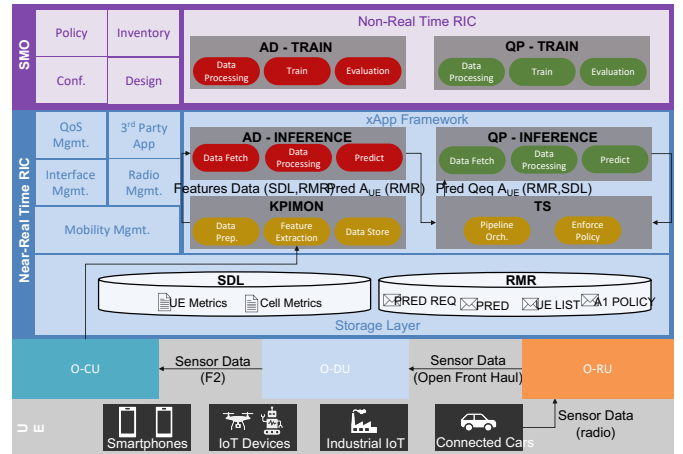 SMO
Policy
Inventory
Conf.
Design
Non-Real Time RIC
AD - TRAIN
Data
Processing
Train
Evaluation
QP - TRAIN
Data
Processing
Train
Evaluation
Near-Real Time RIC
QoS
Mgmt.
3rd Party
App
Interface
Mgmt.
Radio
Mgmt.
Mobility Mgmt.
xApp Framework
AD - INFERENCE
Data Fetch
Data
Processing
Predict
QP - INFERENCE
Data Fetch
Data
Processing
Predict
Features Data (SDL,RMR)
Pred AUE (RMR)
Pred Qeq AUE (RMR,SDL)
KPIMON
Data
Prep.
Feature
Extraction
Data Store
TS
Pipeline
Orch.
Enforce
Policy
SDL
UE Metrics
Cell Metrics
RMR
PRED REQ
PRED
UE LIST
A1 POLICY
Storage Layer
O-CU
Sensor Data
(F2)
O-DU
Sensor Data
(Open Front Haul)
O-RU
UE
Smartphones
IoT Devices
Industrial IoT
Connected Cars
Sensor Data
(radio)